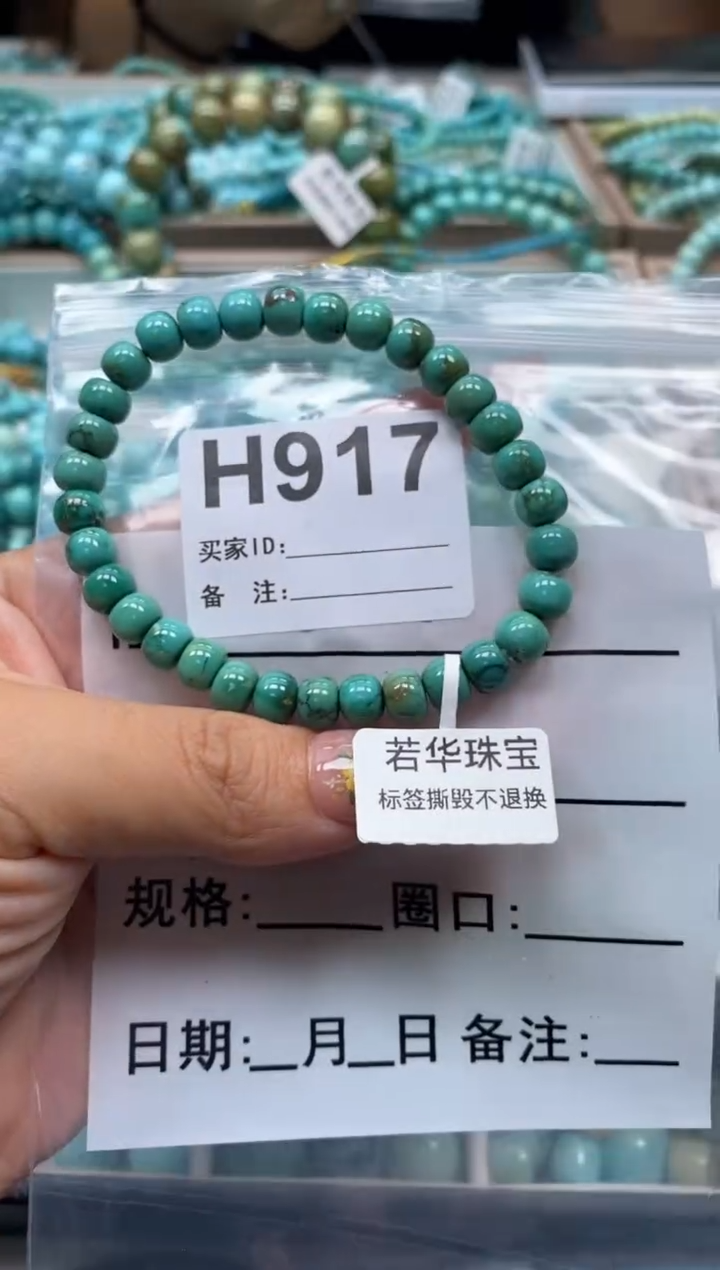 H917
买家ID:
备 注:
若华珠宝
标签撕毁不退换
规格: 圈口:
日期: 月 日 备注: